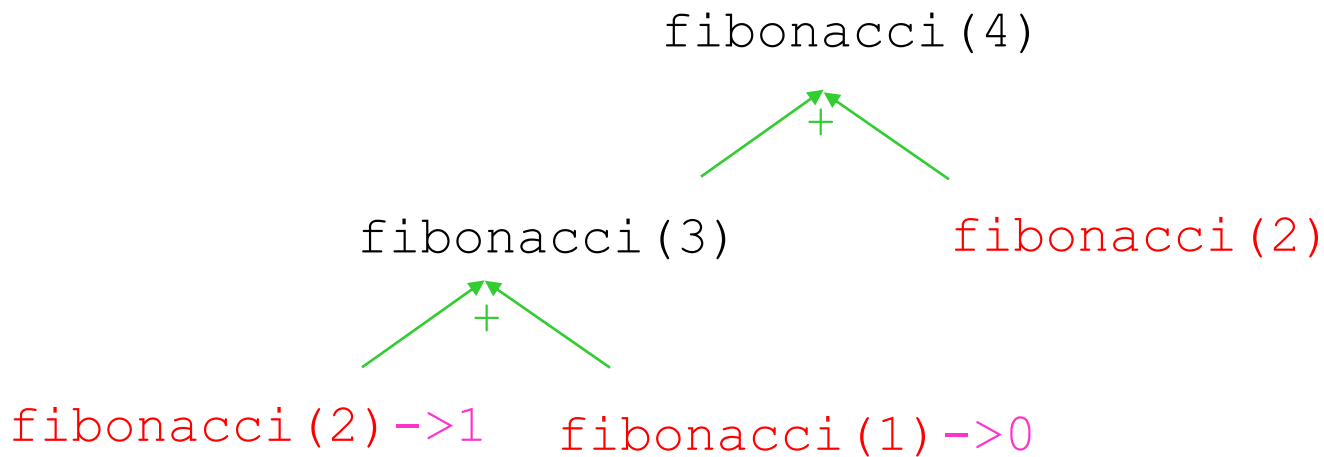 fibonacci(4)
+
fibonacci(3)
fibonacci(2)
+
fibonacci(2)->1
fibonacci(1)->0